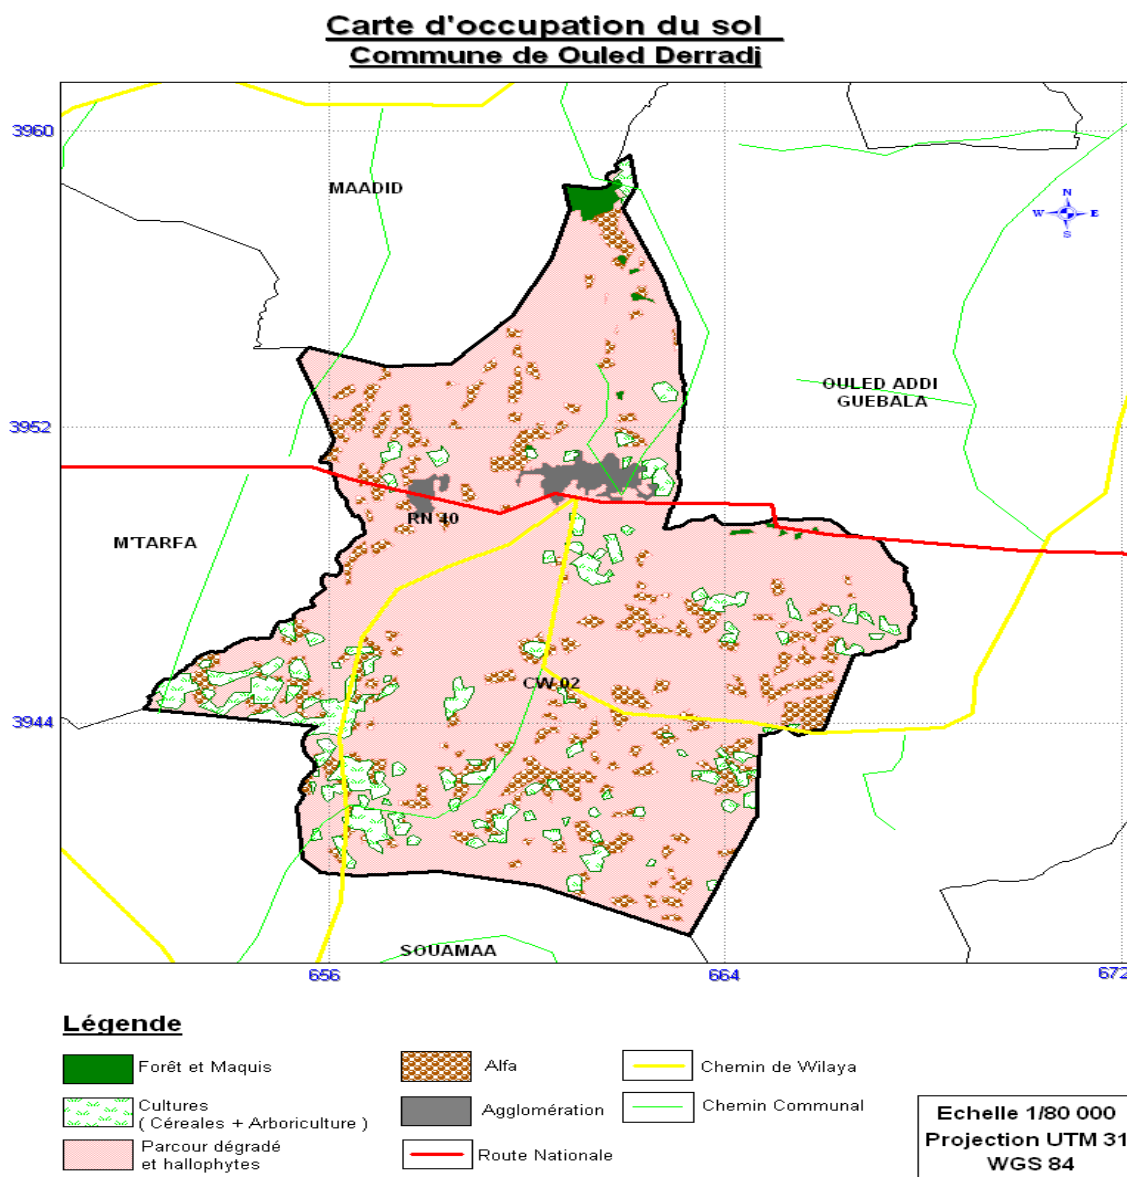 Carte d'occupation du sol
Commune de Ouled Derradj
3960
MAADID
N
W E
S
OULED ADDI
GUEBALA
3952
RN 40
M'TARFA
CW 02
3944
SOUAMAA
656 664 672
Légende
Forêt et Maquis
Alfa
Chemin de Wilaya
Cultures
( Céreales + Arboriculture )
Agglomération
Chemin Communal
Parcour dégradé
et hallophytes
Route Nationale
Echelle 1/80 000
Projection UTM 31
WGS 84